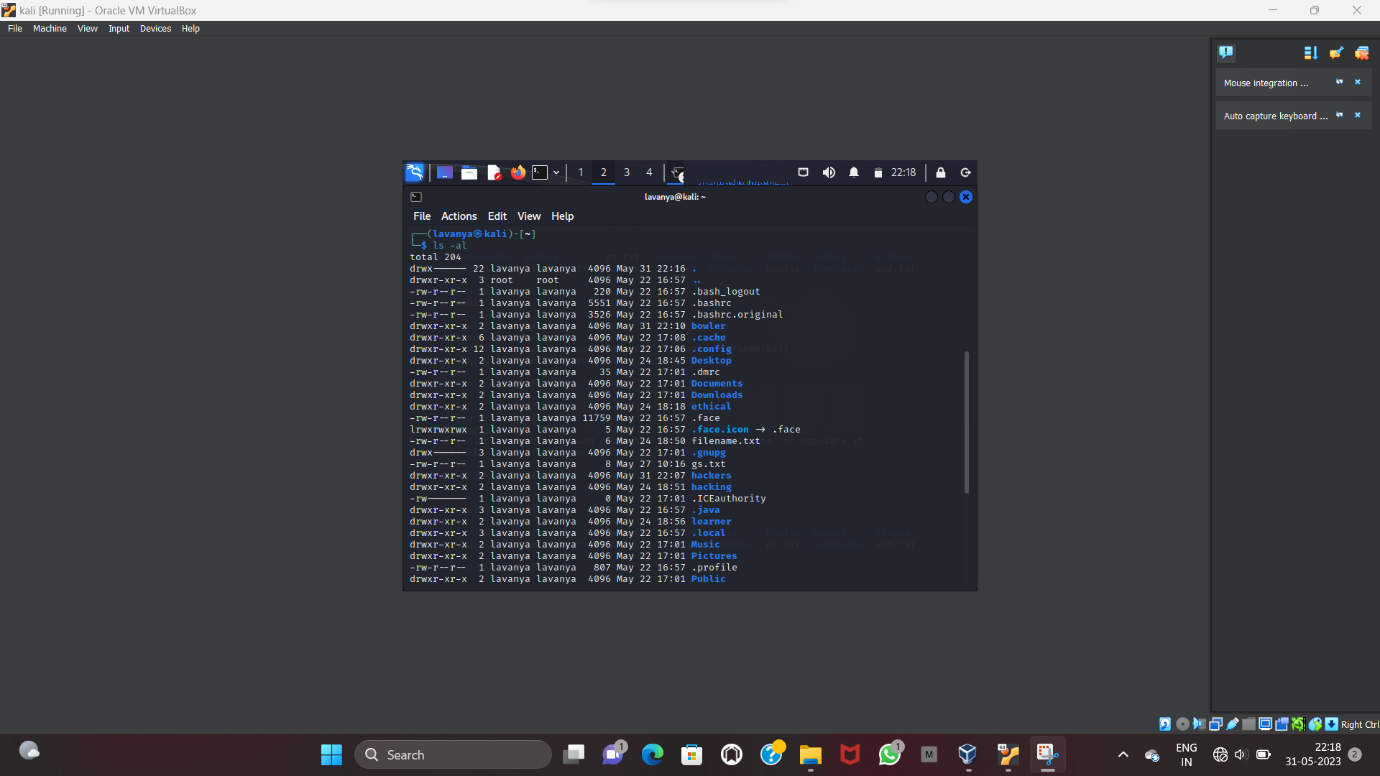 kali [Running] - Oracle VM VirtualBox
File Machine View Input Devices Help
Mouse integration ...
Auto capture keyboard ...
1 2 3 4 22:18
lavanya@kali: ~
File Actions Edit View Help
┌──(lavanya㉿kali)-[~]
└─$ ls -al
total 204
drwx------ 22 lavanya lavanya 4096 May 31 22:16 .
drwxr-xr-x 3 root root 4096 May 22 16:57 ..
-rw-r--r-- 1 lavanya lavanya 220 May 22 16:57 .bash_logout
-rw-r--r-- 1 lavanya lavanya 5551 May 22 16:57 .bashrc
-rw-r--r-- 1 lavanya lavanya 3526 May 22 16:57 .bashrc.original
drwxr-xr-x 2 lavanya lavanya 4096 May 31 22:10 bowler
drwxr-xr-x 6 lavanya lavanya 4096 May 22 17:08 .cache
drwxr-xr-x 12 lavanya lavanya 4096 May 22 17:06 .config
drwxr-xr-x 2 lavanya lavanya 4096 May 24 18:45 Desktop
-rw-r--r-- 1 lavanya lavanya 35 May 22 17:01 .dmrc
drwxr-xr-x 2 lavanya lavanya 4096 May 22 17:01 Documents
drwxr-xr-x 2 lavanya lavanya 4096 May 22 17:01 Downloads
drwxr-xr-x 2 lavanya lavanya 4096 May 24 18:18 ethical
-rw-r--r-- 1 lavanya lavanya 11759 May 22 16:57 .face
lrwxrwxrwx 1 lavanya lavanya 5 May 22 16:57 .face.icon -> .face
-rw-r--r-- 1 lavanya lavanya 6 May 24 18:50 filename.txt
drwx------ 3 lavanya lavanya 4096 May 22 17:01 .gnupg
-rw-r--r-- 1 lavanya lavanya 8 May 27 10:16 gs.txt
drwxr-xr-x 2 lavanya lavanya 4096 May 31 22:07 hackers
drwxr-xr-x 2 lavanya lavanya 4096 May 24 18:51 hacking
-rw------- 1 lavanya lavanya 0 May 22 17:01 .ICEauthority
drwxr-xr-x 3 lavanya lavanya 4096 May 22 16:57 .java
drwxr-xr-x 2 lavanya lavanya 4096 May 24 18:56 learner
drwxr-xr-x 3 lavanya lavanya 4096 May 22 16:57 .local
drwxr-xr-x 2 lavanya lavanya 4096 May 22 17:01 Music
drwxr-xr-x 2 lavanya lavanya 4096 May 22 17:01 Pictures
-rw-r--r-- 1 lavanya lavanya 807 May 22 16:57 .profile
drwxr-xr-x 2 lavanya lavanya 4096 May 22 17:01 Public
Right Ctrl
Search
1
1
M
ENG
IN
22:18
31-05-2023
2